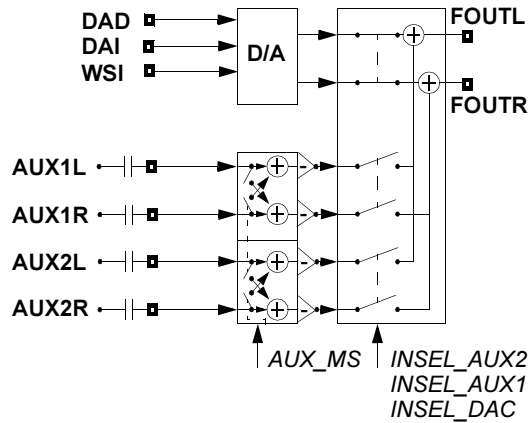 DAD
DAI
WSI
D/A
FOUTL
FOUTR
AUX1L
AUX1R
AUX2L
AUX2R
AUX_MS
INSEL_AUX2
INSEL_AUX1
INSEL_DAC